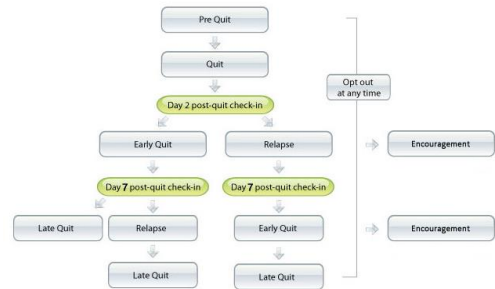 Pre Quit
Quit
Opt out
at any time
Day 2 post-quit check-in
Early Quit
Relapse
Encouragement
Day 7 post-quit check-in
Day 7 post-quit check-in
Late Quit
Relapse
Early Quit
Encouragement
Late Quit
Late Quit